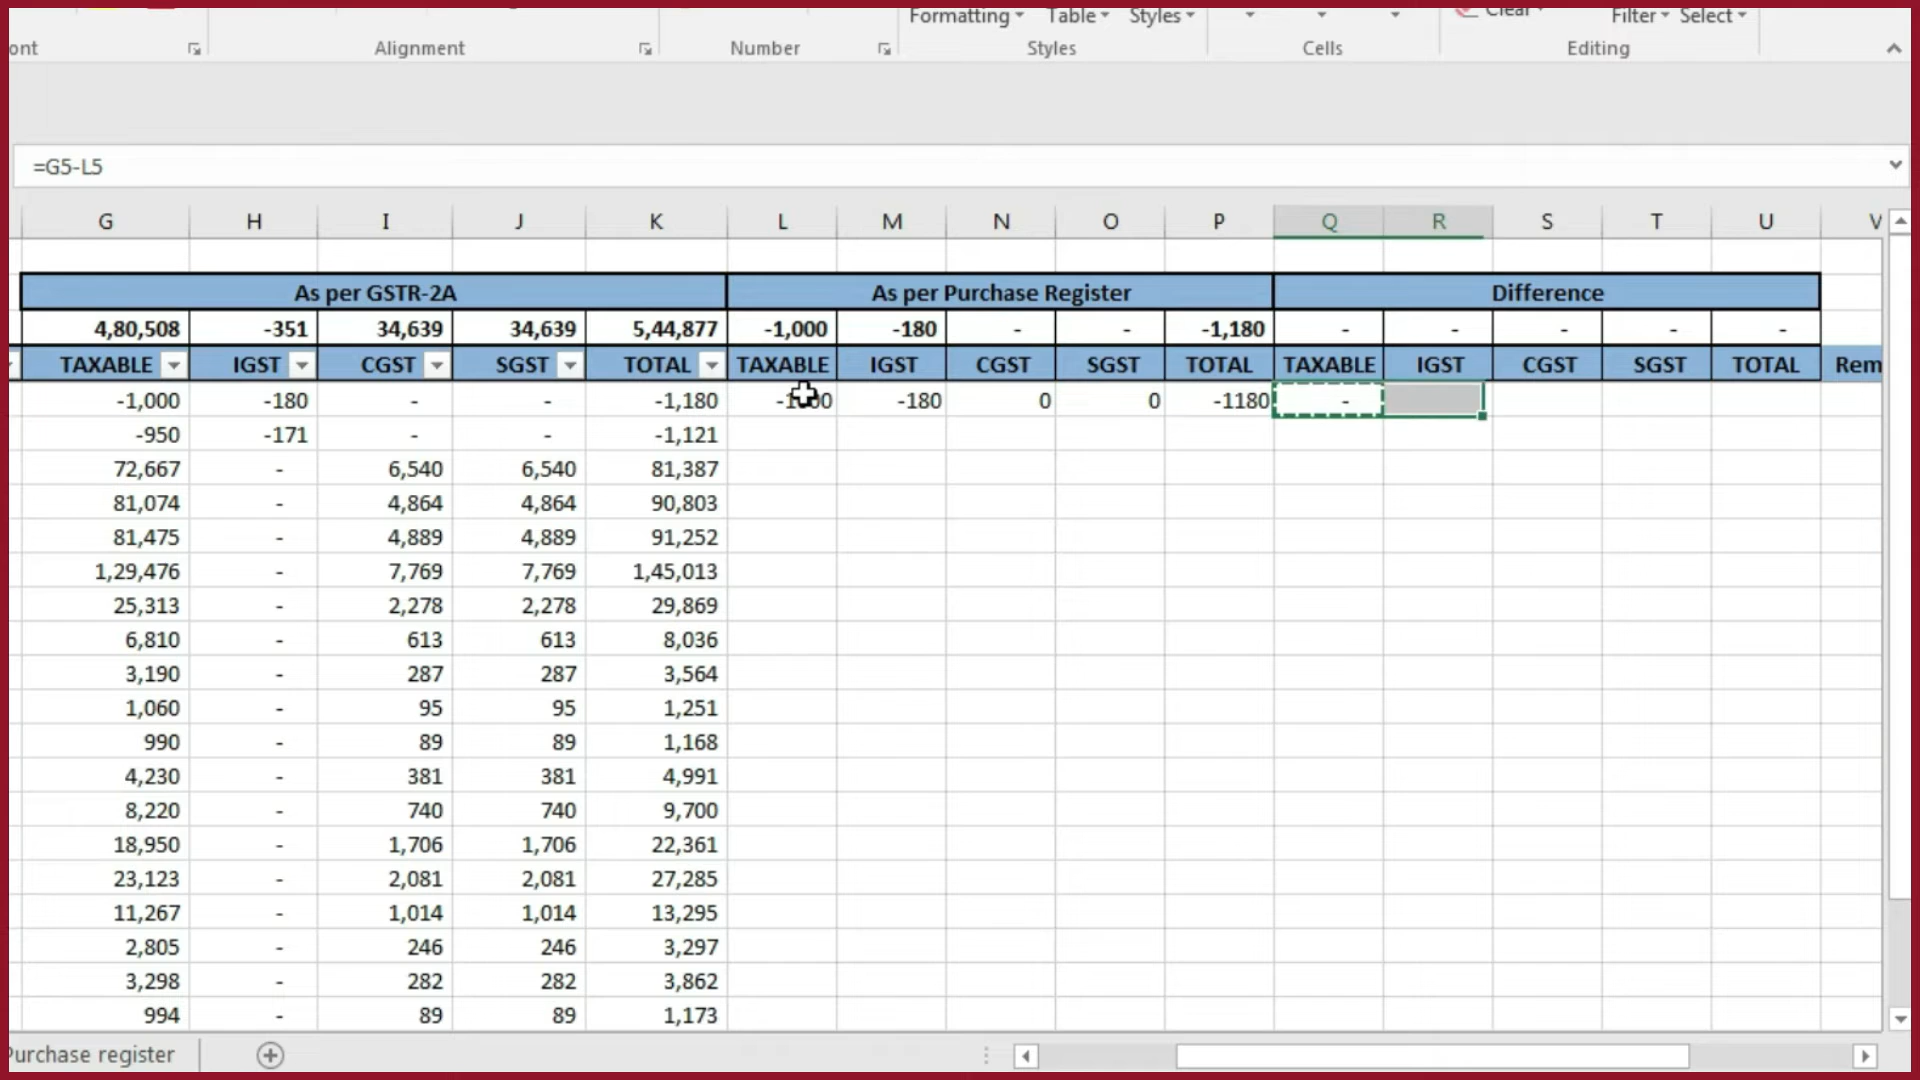 Formatting Table Styles Clear Filter Select
ont Alignment Number Styles Cells Editing
=G5-L5
G H I J K L M N O P Q R S T U V
As per GSTR-2A As per Purchase Register Difference
4,80,508 -351 34,639 34,639 5,44,877 -1,000 -180 - - -1,180 - - - - -
TAXABLE IGST CGST SGST TOTAL TAXABLE IGST CGST SGST TOTAL TAXABLE IGST CGST SGST TOTAL Rem
-1,000 -180 - - -1,180 -180 0 0 -1180 -
-950 -171 - - -1,121
72,667 - 6,540 6,540 81,387
81,074 - 4,864 4,864 90,803
81,475 - 4,889 4,889 91,252
1,29,476 - 7,769 7,769 1,45,013
25,313 - 2,278 2,278 29,869
6,810 - 613 613 8,036
3,190 - 287 287 3,564
1,060 - 95 95 1,251
990 - 89 89 1,168
4,230 - 381 381 4,991
8,220 - 740 740 9,700
18,950 - 1,706 1,706 22,361
23,123 - 2,081 2,081 27,285
11,267 - 1,014 1,014 13,295
2,805 - 246 246 3,297
3,298 - 282 282 3,862
994 - 89 89 1,173
Purchase register